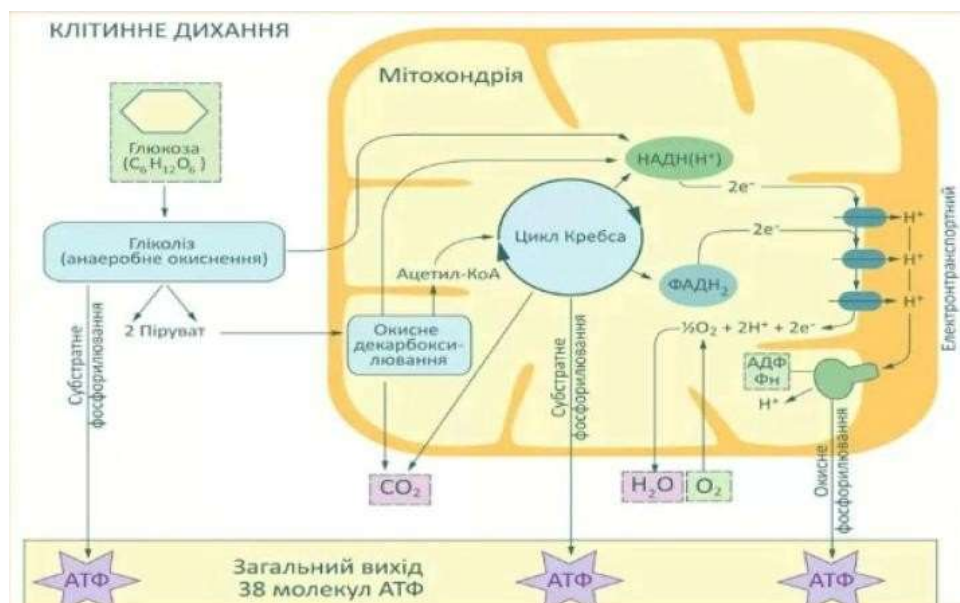 КЛІТИННЕ ДИХАННЯ
Мітохондрія
Глюкоза
(C₆H₁₂O₆)
НАДН(H⁺)
2e⁻
H⁺
Гліколіз
(анаеробне окиснення)
Цикл Кребса
2e⁻
H⁺
Ацетил-КоА
ФАДН₂
H⁺
2 Піруват
Окисне
декарбокси-
лювання
½O₂ + 2H⁺ + 2e⁻
АДФ
Фн
H⁺
Електронтранспортний
Субстратне
фосфорилювання
Субстратне
фосфорилювання
Окисне
фосфорилювання
CO₂
H₂O
O₂
АТФ
Загальний вихід
38 молекул АТФ
АТФ
АТФ